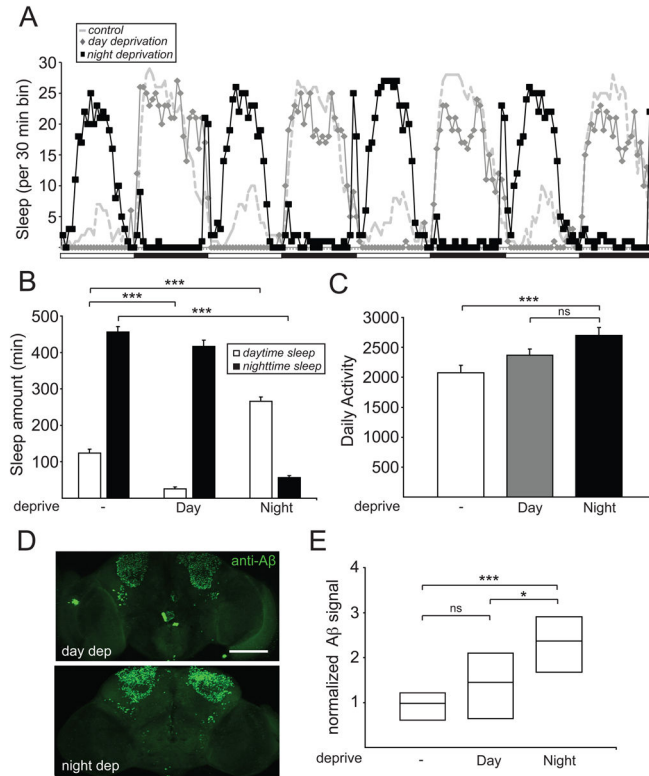 A
control
day deprivation
night deprivation
Sleep (per 30 min bin)
30
25
20
15
10
5
B
***
***
***
Sleep amount (min)
500
400
300
200
100
daytime sleep
nighttime sleep
deprive - Day Night
C
***
ns
Daily Activity
3000
2500
2000
1500
1000
500
deprive - Day Night
D
anti-Aβ
day dep
night dep
E
***
ns
*
normalized Aβ signal
4
3
2
1
deprive - Day Night